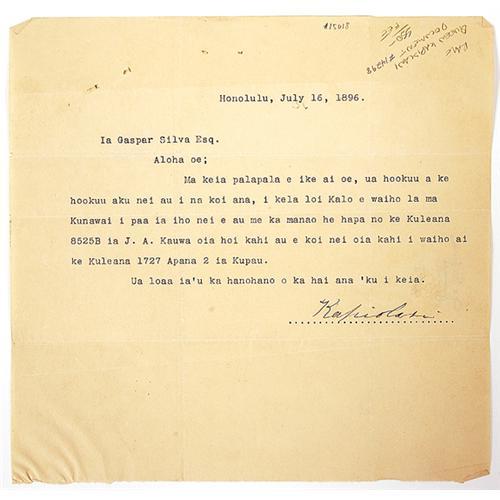 115018
Honolulu, July 16, 1896.
Ia Gaspar Silva Esq.
Aloha oe;
Ma keia palapala e ike ai oe, ua hookuu a ke
hookuu aku nei au i na koi ana, i kela loi Kalo e waiho la ma
Kunawai i paa ia iho nei e au me ka manao he hapa no ke Kuleana
8525B ia J. A. Kauwa oia hoi kahi au e koi nei oia kahi i waiho ai
ke Kuleana 1727 Apana 2 ia Kupau.
Ua loaa ia'u ka hanohano o ka hai ana 'ku i keia.
Kapiolani